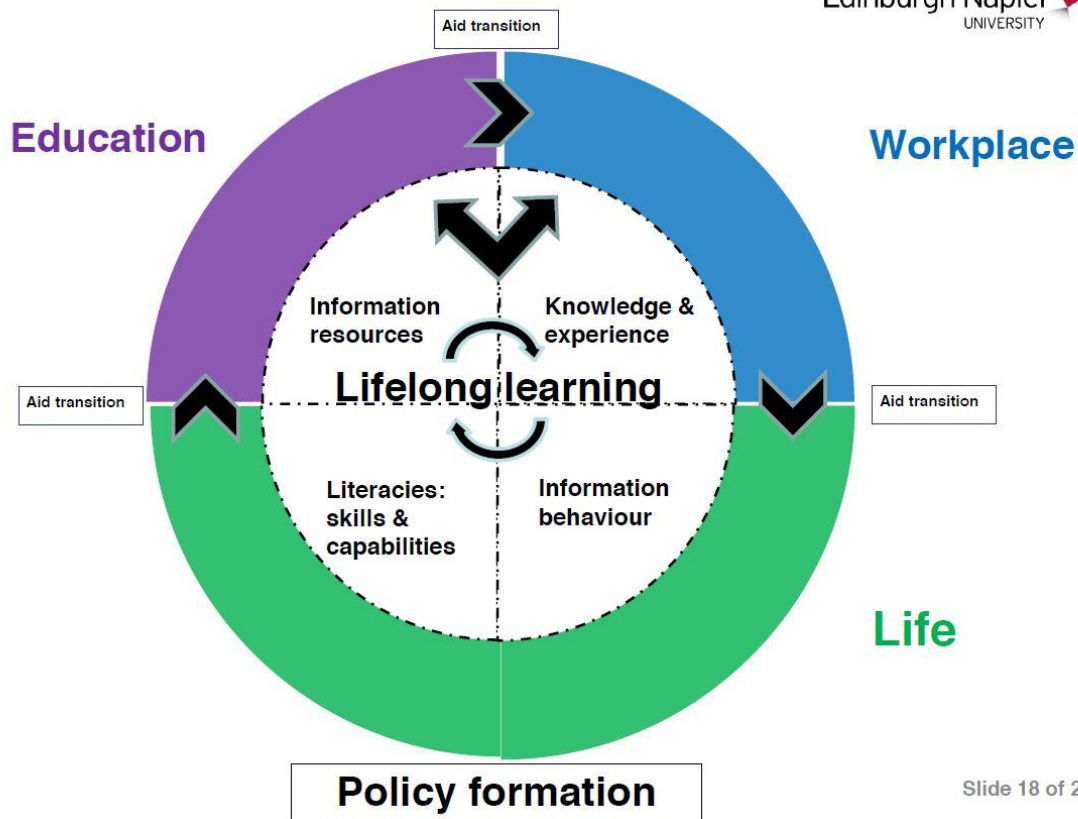 Edinburgh Napier
UNIVERSITY
Aid transition
Education
Workplace
Information
resources
Knowledge &
experience
Lifelong learning
Aid transition
Aid transition
Literacies:
skills &
capabilities
Information
behaviour
Life
Policy formation
Slide 18 of 2